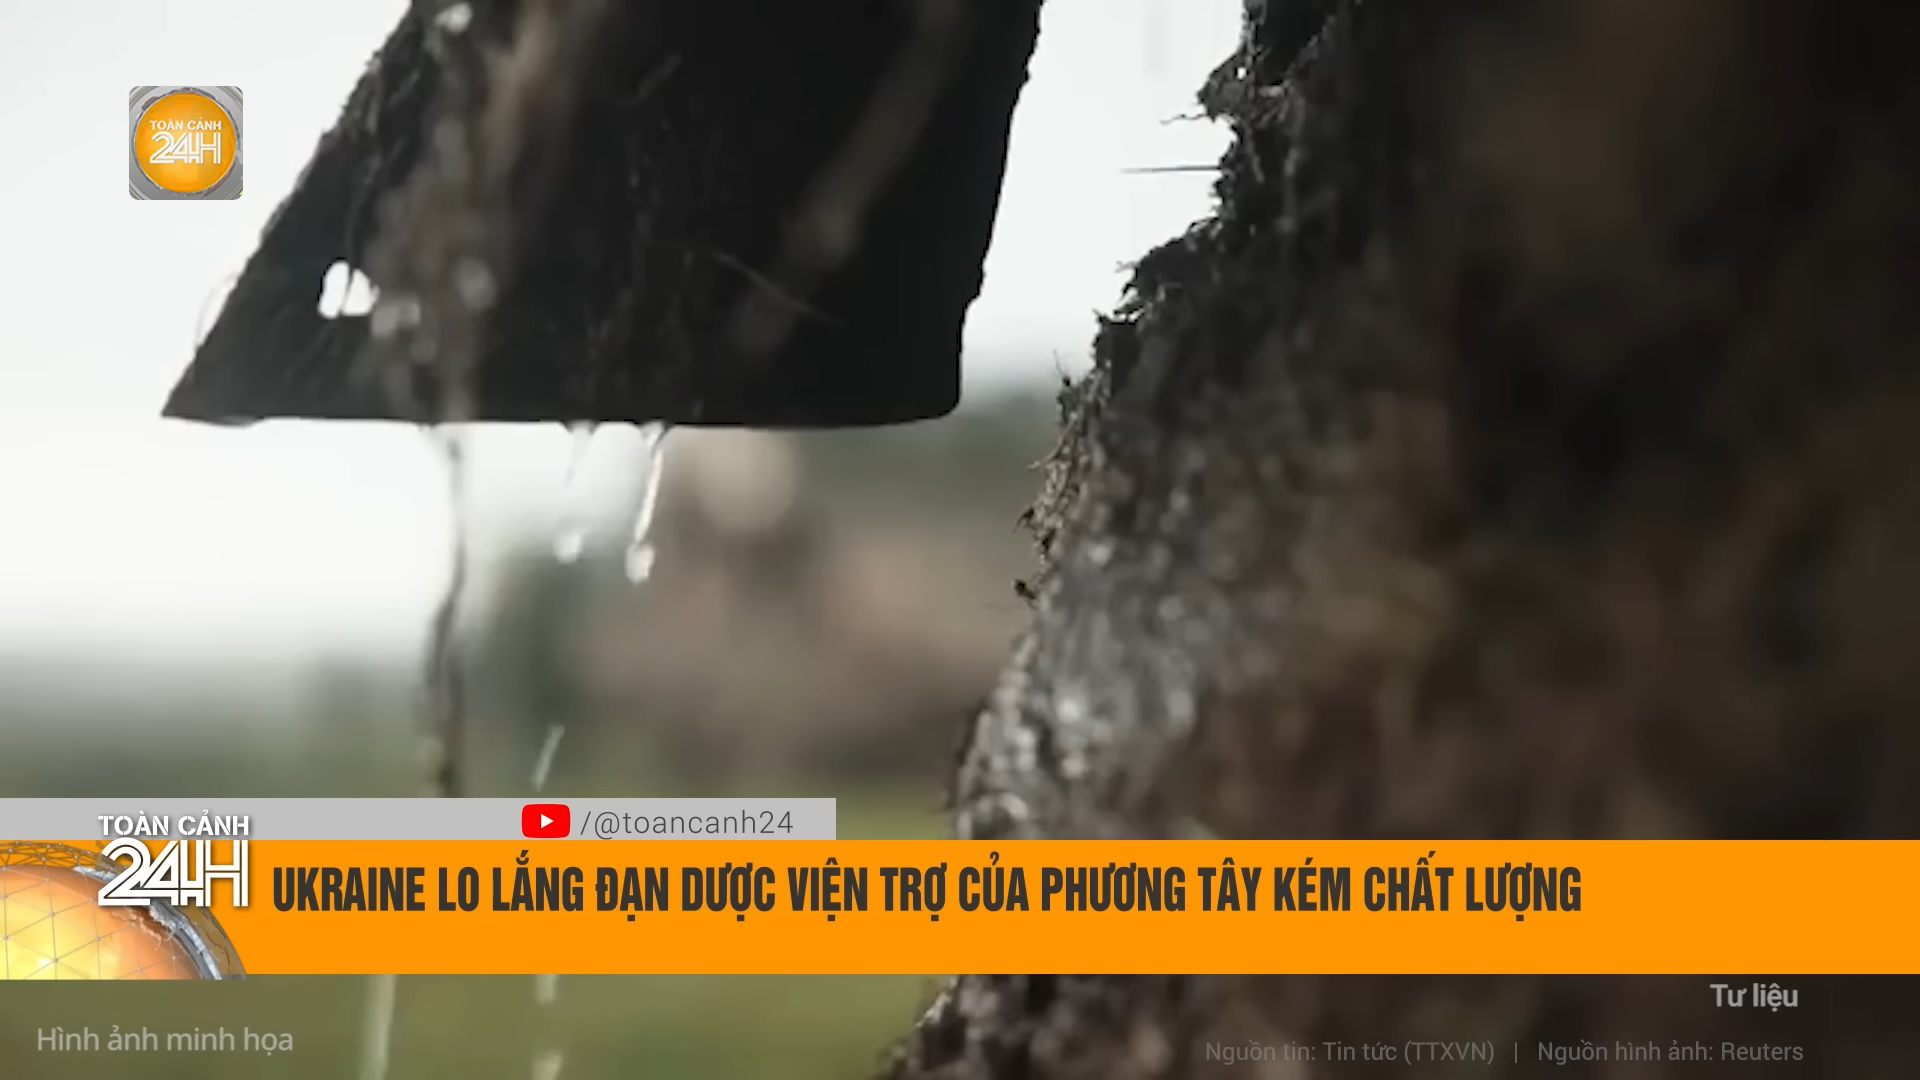 TOÀN CẢNH
24H
/@toancanh24
TOÀN CẢNH
24H
UKRAINE LO LẮNG ĐẠN DƯỢC VIỆN TRỢ CỦA PHƯƠNG TÂY KÉM CHẤT LƯỢNG
Tư liệu
Hình ảnh minh họa
Nguồn tin: Tin tức (TTXVN) | Nguồn hình ảnh: Reuters